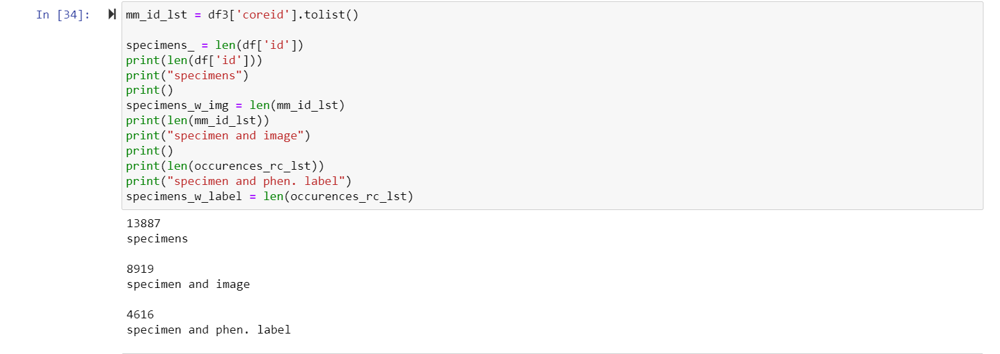 In [34]: mm_id_lst = df3['coreid'].tolist()
specimens_ = len(df['id'])
print(len(df['id']))
print("specimens")
print()
specimens_w_img = len(mm_id_lst)
print(len(mm_id_lst))
print("specimen and image")
print()
print(len(occurences_rc_lst))
print("specimen and phen. label")
specimens_w_label = len(occurences_rc_lst)
13887
specimens
8919
specimen and image
4616
specimen and phen. label